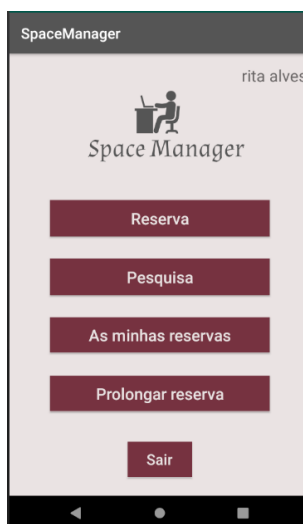 SpaceManager
rita alves
Space Manager
Reserva
Pesquisa
As minhas reservas
Prolongar reserva
Sair